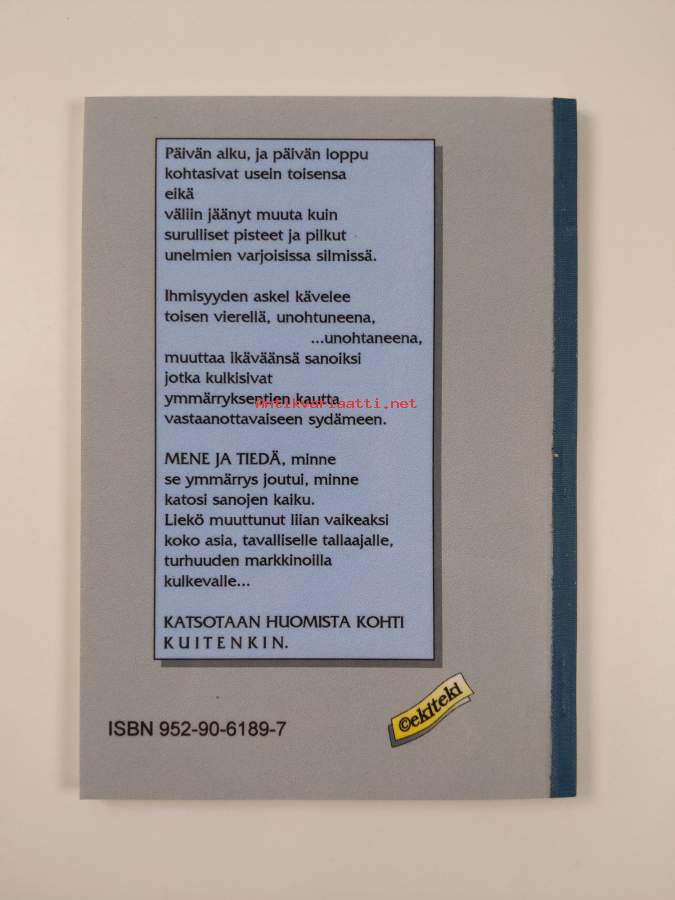 Päivän alku, ja päivän loppu
kohtasivat usein toisensa
eikä
väliin jäänyt muuta kuin
surulliset pisteet ja pilkut
unelmien varjoisissa silmissä.
Ihmisyyden askel kävelee
toisen vierellä, unohtuneena,
...unohtaneena,
muuttaa ikäväänsä sanoiksi
jotka kulkisivat
ymmärryksentien kautta
Antikvariaatti.net
vastaanottavaiseen sydämeen.
MENE JA TIEDÄ, minne
se ymmärrys joutui, minne
katosi sanojen kaiku.
Liekö muuttunut liian vaikeaksi
koko asia, tavalliselle tallaajalle,
turhuuden markkinoilla
kulkevalle...
KATSOTAAN HUOMISTA KOHTI
KUITENKIN.
©ekiteki
ISBN 952-90-6189-7